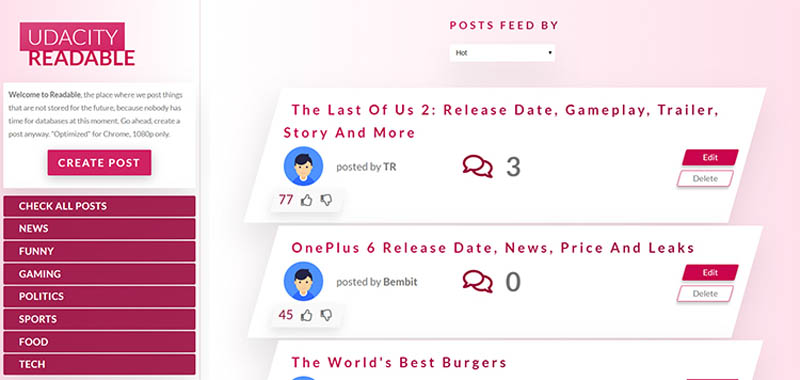 UDACITY
READABLE
Welcome to Readable, the place where we post things
that are not stored for the future, because nobody has
time for databases at this moment. Go ahead, create a
post anyway. "Optimized" for Chrome, 1080p only.
CREATE POST
CHECK ALL POSTS
NEWS
FUNNY
GAMING
POLITICS
SPORTS
FOOD
TECH
POSTS FEED BY
Hot
The Last Of Us 2: Release Date, Gameplay, Trailer,
Story And More
posted by TR
3
Edit
Delete
77
OnePlus 6 Release Date, News, Price And Leaks
posted by Bembit
0
Edit
Delete
45
The World's Best Burgers